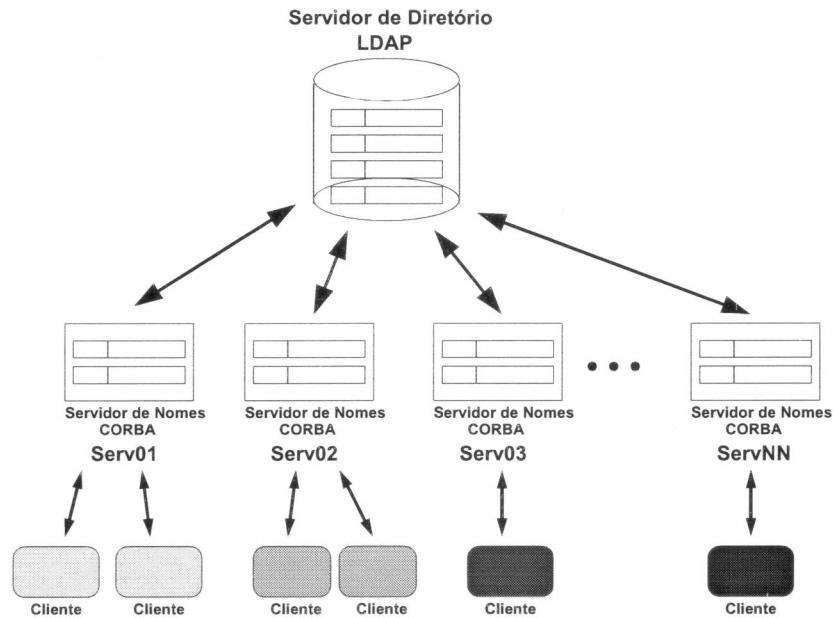 Servidor de Diretório
LDAP
Servidor de Nomes
CORBA
Serv01
Servidor de Nomes
CORBA
Serv02
Servidor de Nomes
CORBA
Serv03
Servidor de Nomes
CORBA
ServNN
Cliente
Cliente
Cliente
Cliente
Cliente
Cliente